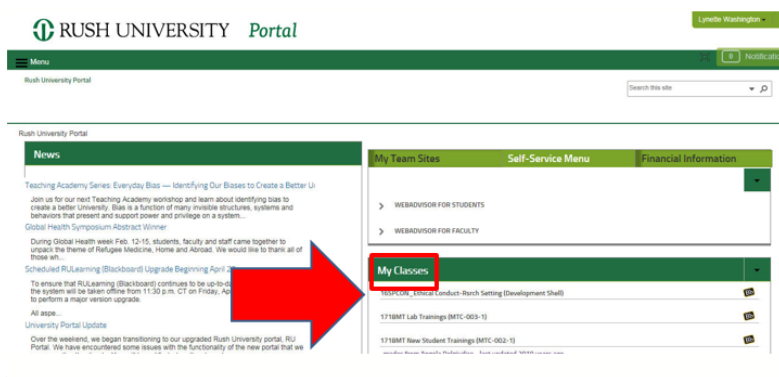 RUSH UNIVERSITY Portal
Lynette Washington
Menu
0 Notificatio
Rush University Portal
Search this site
Rush University Portal
News
My Team Sites Self-Service Menu Financial Information
Teaching Academy Series: Everyday Bias — Identifying Our Biases to Create a Better U
Join us for our next Teaching Academy workshop and learn about identifying bias to
create a better University. Bias is a function of many invisible structures, systems and
behaviors that present and support power and privilege on a system...
WEBADVISOR FOR STUDENTS
WEBADVISOR FOR FACULTY
Global Health Symposium Abstract Winner
During Global Health week Feb. 12-15, students, faculty and staff came together to
unpack the theme of Refugee Medicine, Home and Abroad. We would like to thank all of
those wh...
Scheduled RULearning (Blackboard) Upgrade Beginning April 2
To ensure that RULearning (Blackboard) continues to be up-to-da
the system will be taken offline from 11:30 p.m. CT on Friday, Ap
to perform a major version upgrade.
All aspe...
University Portal Update
Over the weekend, we began transitioning to our upgraded Rush University portal, RU
Portal. We have encountered some issues with the functionality of the new portal that we
My Classes
16SPCON_Ethical Conduct-Rsrch Setting (Development Shell)
Bb
1718MT Lab Trainings (MTC-003-1)
Bb
1718MT New Student Trainings (MTC-002-1)
Bb